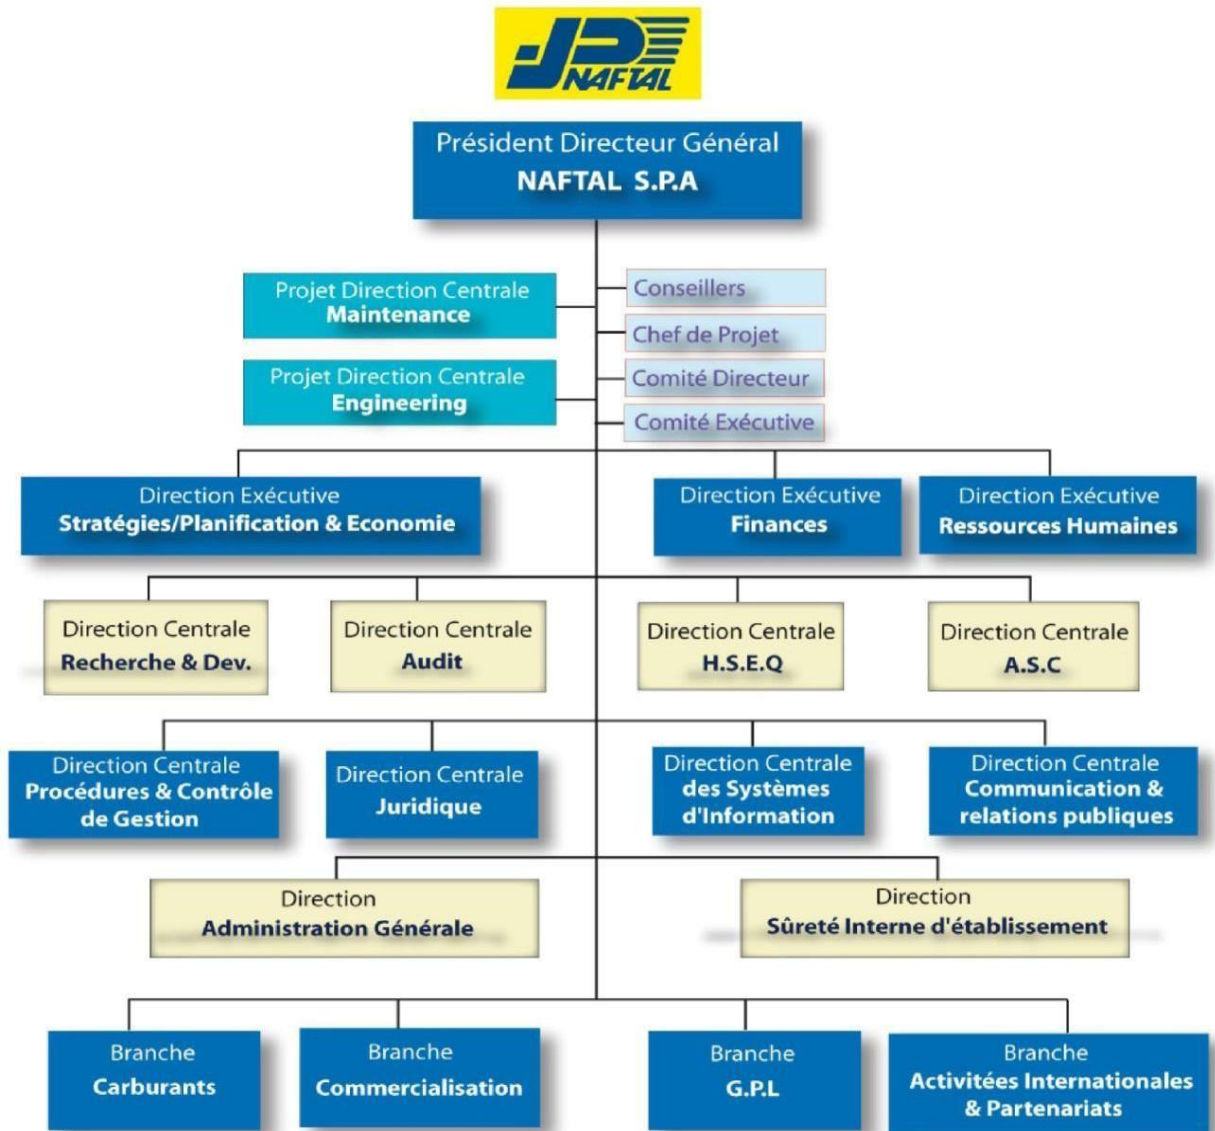 NAFTAL
Président Directeur Général
NAFTAL S.P.A
Projet Direction Centrale
Maintenance
Conseillers
Chef de Projet
Projet Direction Centrale
Engineering
Comité Directeur
Comité Exécutive
Direction Exécutive
Stratégies/Planification & Economie
Direction Exécutive
Finances
Direction Exécutive
Ressources Humaines
Direction Centrale
Recherche & Dev.
Direction Centrale
Audit
Direction Centrale
H.S.E.Q
Direction Centrale
A.S.C
Direction Centrale
Procédures & Contrôle
de Gestion
Direction Centrale
Juridique
Direction Centrale
des Systèmes
d'Information
Direction Centrale
Communication &
relations publiques
Direction
Administration Générale
Direction
Sûreté Interne d'établissement
Branche
Carburants
Branche
Commercialisation
Branche
G.P.L
Branche
Activitées Internationales
& Partenariats